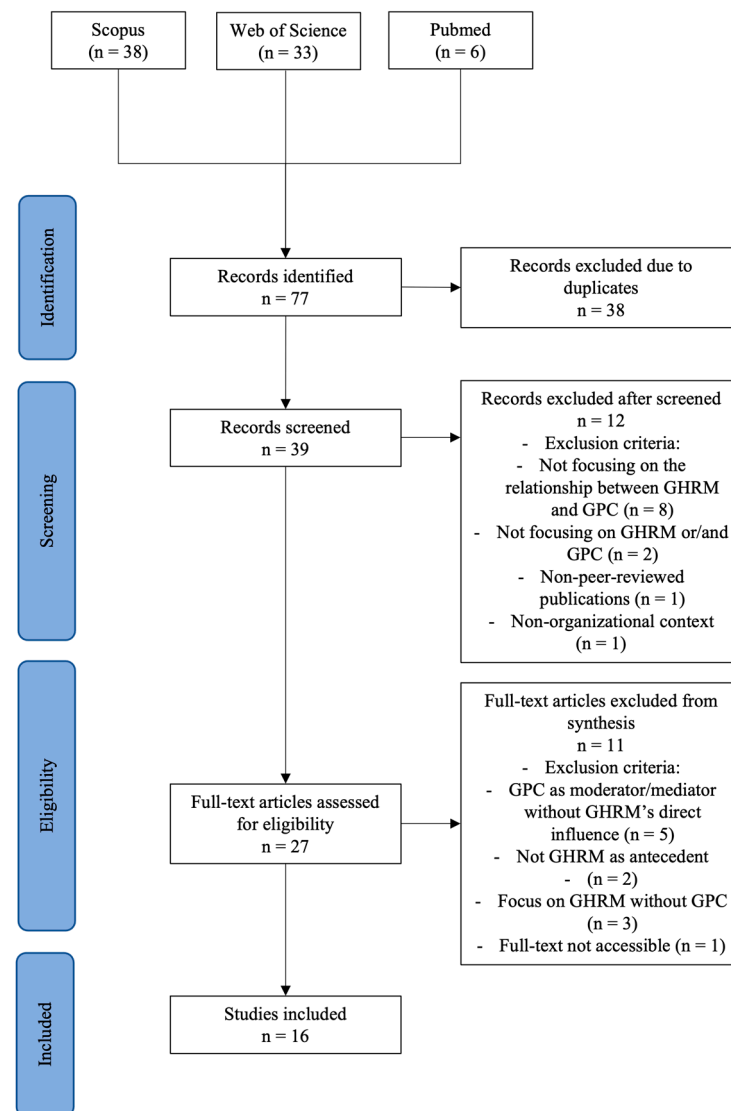 Scopus
(n = 38)
Web of Science
(n = 33)
Pubmed
(n = 6)
Identification
Records identified
n = 77
Records excluded due to
duplicates
n = 38
Screening
Records screened
n = 39
Records excluded after screened
n = 12
- Exclusion criteria:
- Not focusing on the
relationship between GHRM
and GPC (n = 8)
- Not focusing on GHRM or/and
GPC (n = 2)
- Non-peer-reviewed
publications (n = 1)
- Non-organizational context
(n = 1)
Eligibility
Full-text articles assessed
for eligibility
n = 27
Full-text articles excluded from
synthesis
n = 11
- Exclusion criteria:
- GPC as moderator/mediator
without GHRM’s direct
influence (n = 5)
- Not GHRM as antecedent
- (n = 2)
- Focus on GHRM without GPC
(n = 3)
- Full-text not accessible (n = 1)
Included
Studies included
n = 16